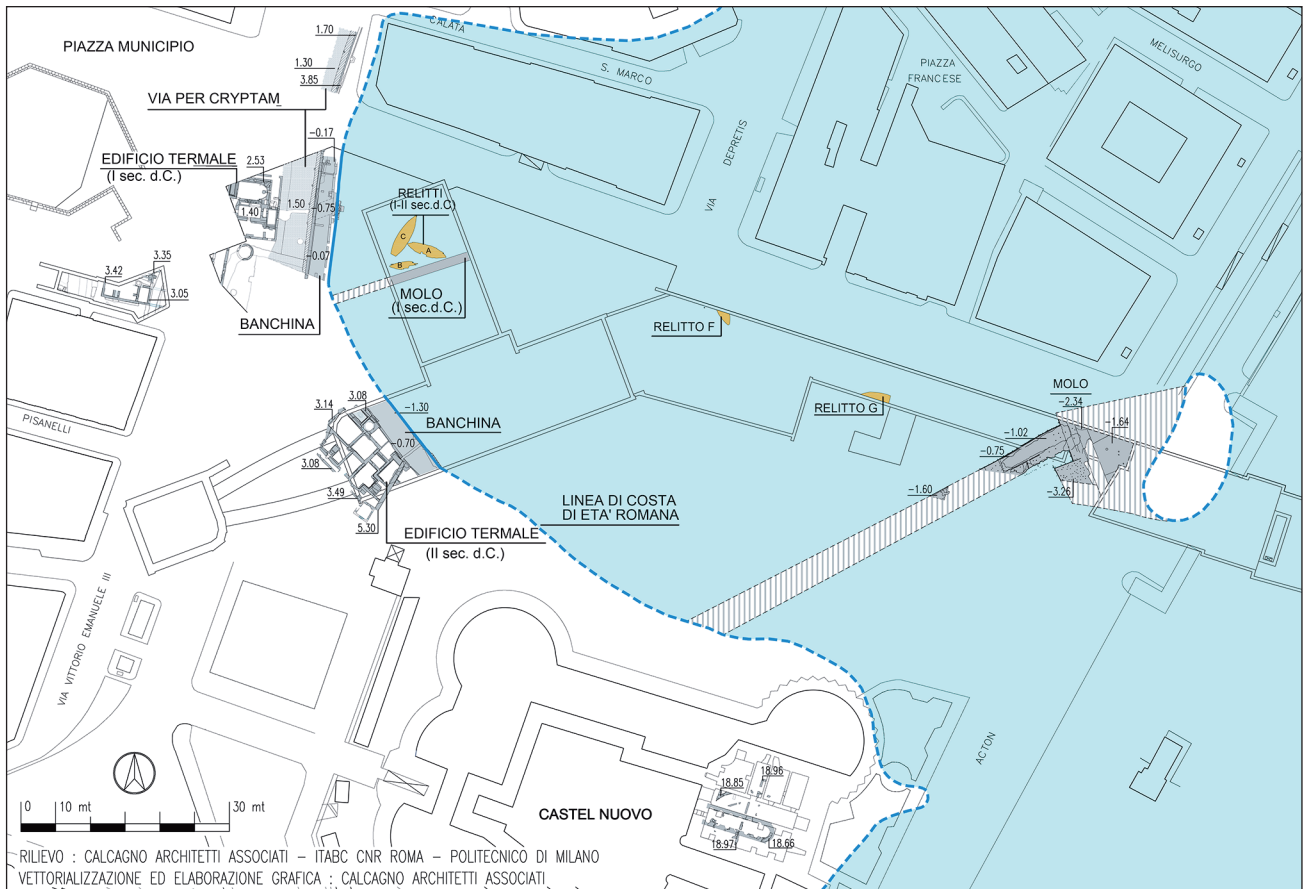 CALATA
S. MARCO
PIAZZA MUNICIPIO
1.70
1.30
3.85
VIA PER CRYPTAM
-0.17
EDIFICIO TERMALE
(I sec. d.C.)
2.53
1.40
1.50
-0.75
-0.07
BANCHINA
3.42
3.35
3.05
RELITTI
(I-II sec.d.C)
C
A
B
MOLO
(I sec.d.C.)
VIA
DEPRETIS
PIAZZA
FRANCESE
MELISURGO
RELITTO F
RELITTO G
MOLO
-2.34
-1.64
-1.02
-0.75
-3.26
-1.60
PISANELLI
3.14
3.08
-1.30
BANCHINA
-0.70
3.08
3.49
5.30
EDIFICIO TERMALE
(II sec. d.C.)
LINEA DI COSTA
DI ETA' ROMANA
VIA VITTORIO EMANUELE III
ACTON
18.96
18.85
18.97
18.66
CASTEL NUOVO
0 10 mt 30 mt
RILIEVO : CALCAGNO ARCHITETTI ASSOCIATI – ITABC CNR ROMA – POLITECNICO DI MILANO
VETTORIALIZZAZIONE ED ELABORAZIONE GRAFICA : CALCAGNO ARCHITETTI ASSOCIATI